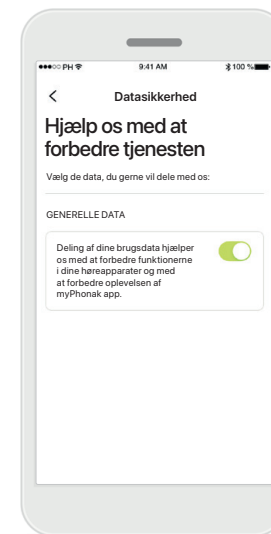 ●●●○○ PH 9:41 AM 100 %
Datasikkerhed
Hjælp os med at
forbedre tjenesten
Vælg de data, du gerne vil dele med os:
GENERELLE DATA
Deling af dine brugsdata hjælper
os med at forbedre funktionerne
i dine høreapparater og med
at forbedre oplevelsen af
myPhonak app.